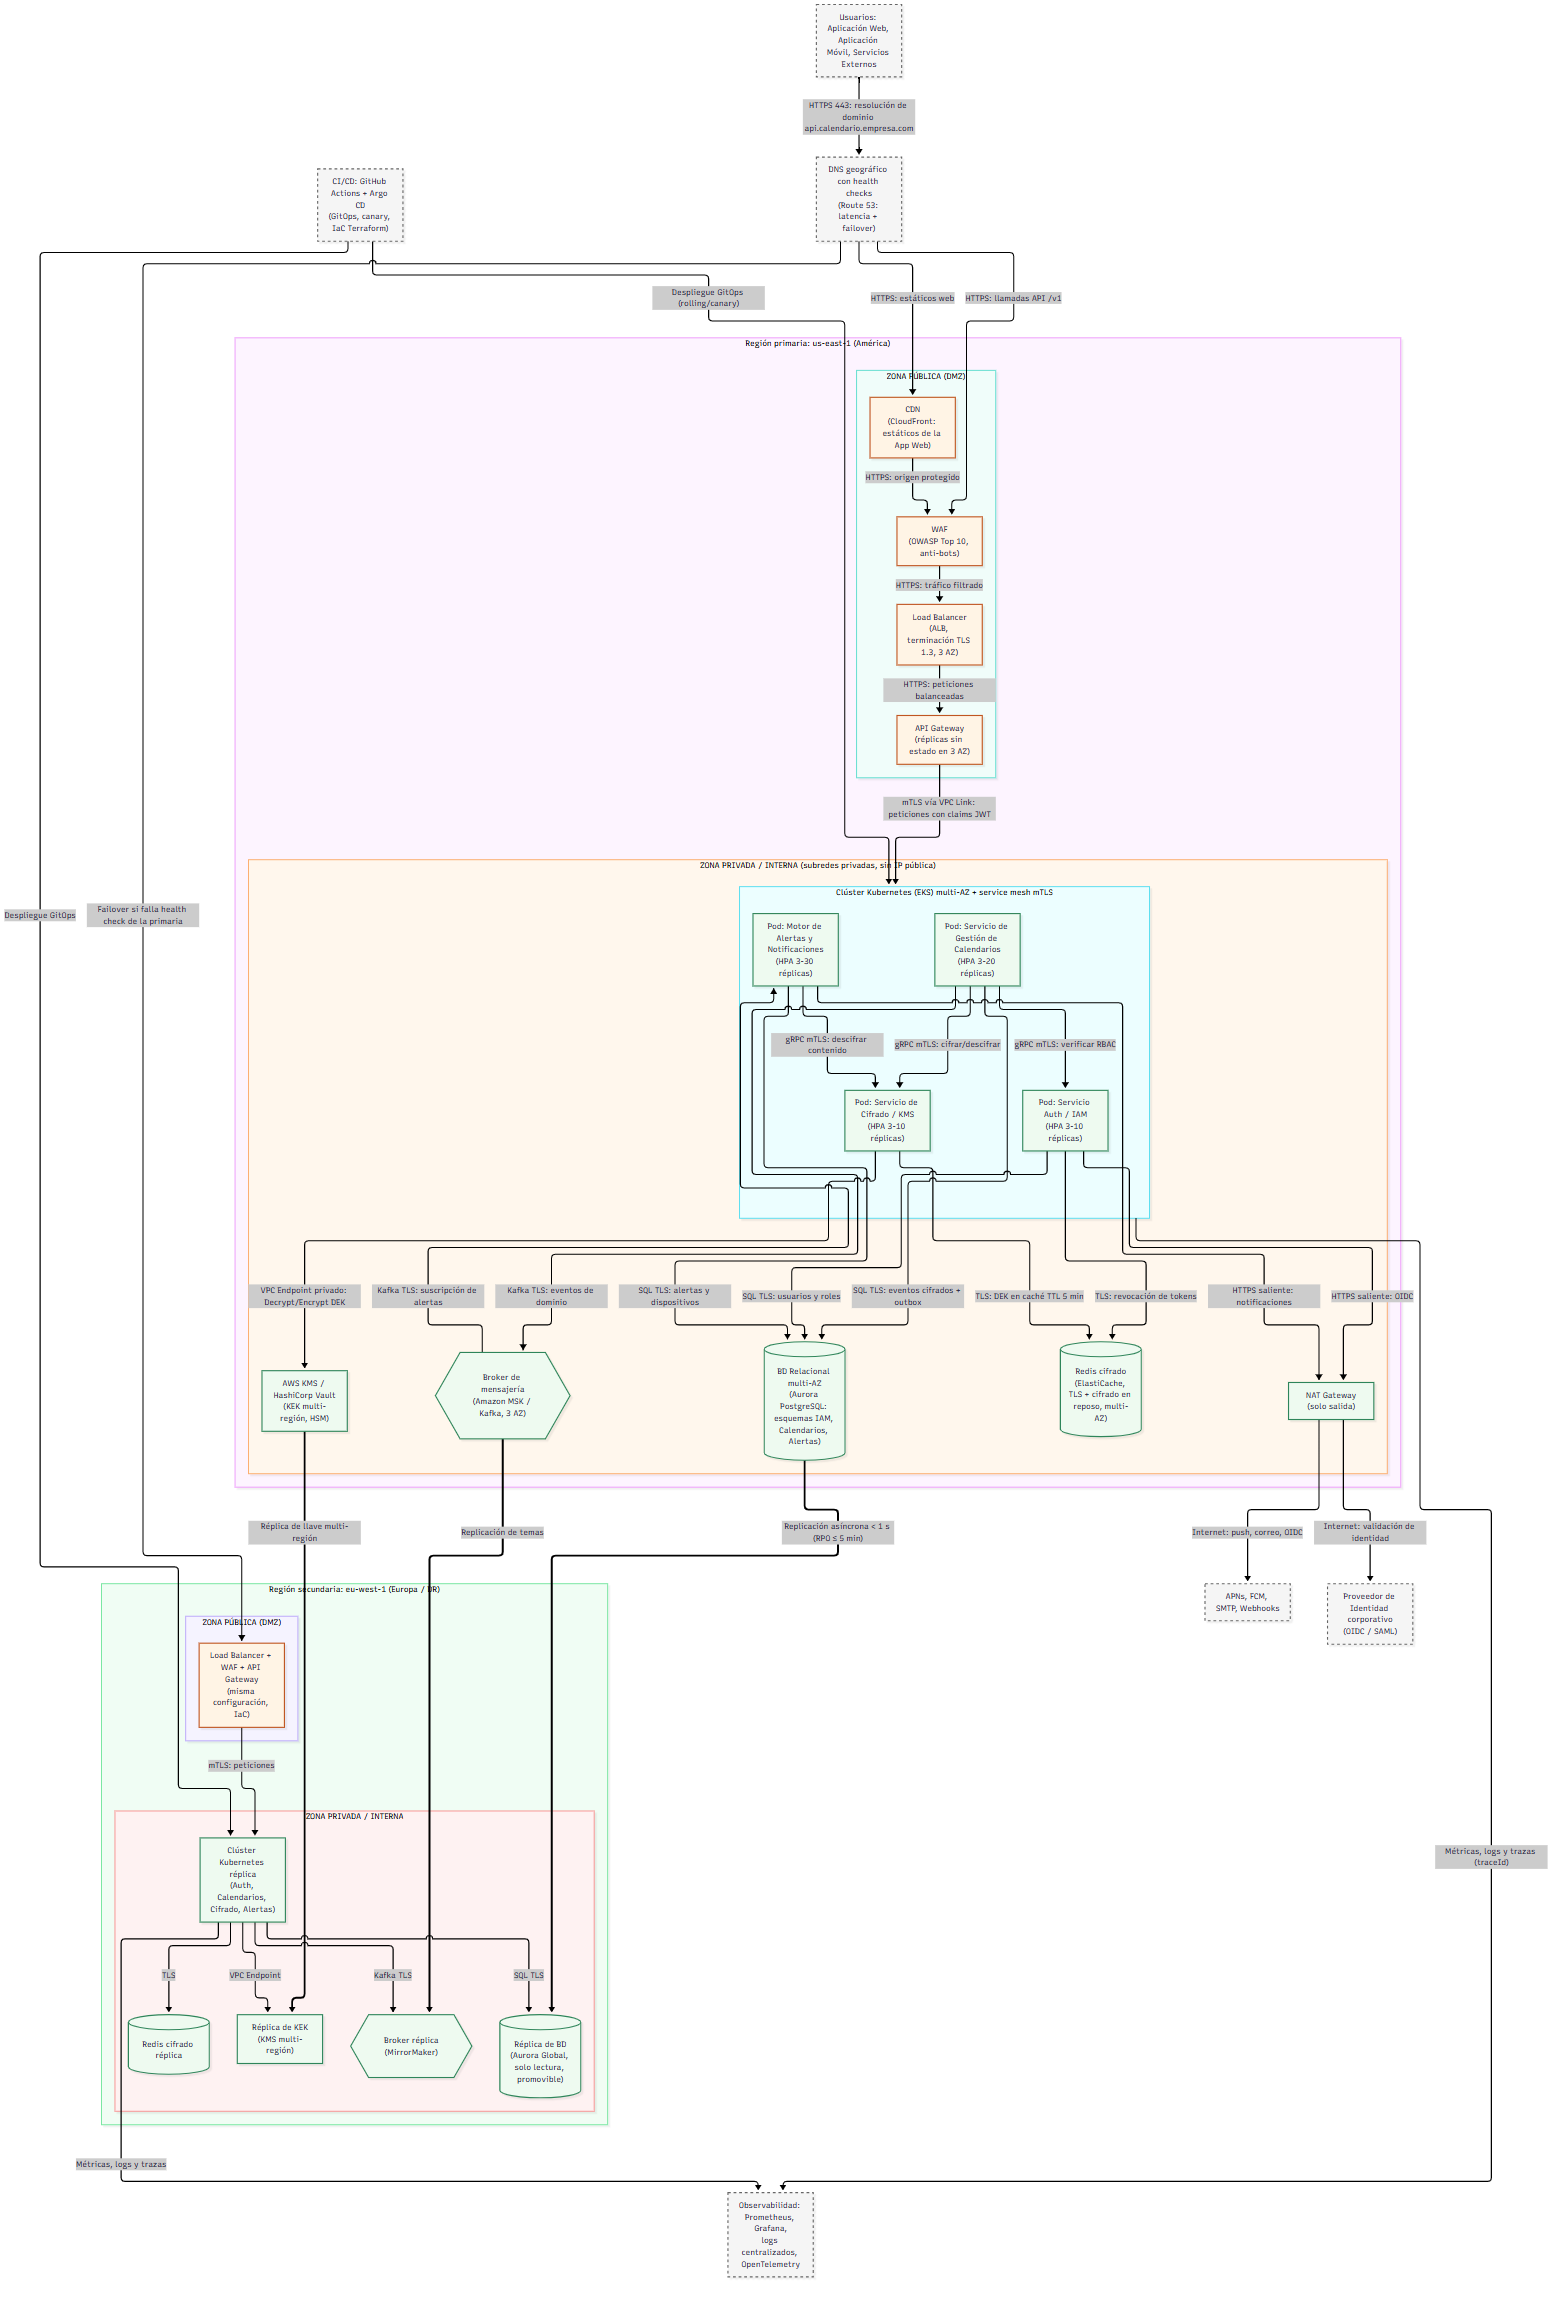 Usuarios:
Aplicación Web,
Aplicación
Móvil, Servicios
Externos
HTTPS 443: resolución de
dominio
api.calendario.empresa.com
CI/CD: GitHub
Actions + Argo
CD
(GitOps, canary,
IaC Terraform)
DNS geográfico
con health
checks
(Route 53:
latencia +
failover)
Despliegue GitOps
(rolling/canary)
HTTPS: estáticos web
HTTPS: llamadas API /v1
Región primaria: us-east-1 (América)
ZONA PÚBLICA (DMZ)
CDN
(CloudFront:
estáticos de la
App Web)
HTTPS: origen protegido
WAF
(OWASP Top 10,
anti-bots)
HTTPS: tráfico filtrado
Load Balancer
(ALB,
terminación TLS
1.3, 3 AZ)
HTTPS: peticiones
balanceadas
API Gateway
(réplicas sin
estado en 3 AZ)
mTLS vía VPC Link:
peticiones con claims JWT
ZONA PRIVADA / INTERNA (subredes privadas, sin IP pública)
Clúster Kubernetes (EKS) multi-AZ + service mesh mTLS
Despliegue GitOps
Failover si falla health
check de la primaria
Pod: Motor de
Alertas y
Notificaciones
(HPA 3-30
réplicas)
Pod: Servicio de
Gestión de
Calendarios
(HPA 3-20
réplicas)
gRPC mTLS: descifrar
contenido
gRPC mTLS: cifrar/descifrar
gRPC mTLS: verificar RBAC
Pod: Servicio de
Cifrado / KMS
(HPA 3-10
réplicas)
Pod: Servicio
Auth / IAM
(HPA 3-10
réplicas)
VPC Endpoint privado:
Decrypt/Encrypt DEK
Kafka TLS: suscripción de
alertas
Kafka TLS: eventos de
dominio
SQL TLS: alertas y
dispositivos
SQL TLS: usuarios y roles
SQL TLS: eventos cifrados +
outbox
TLS: DEK en caché TTL 5 min
TLS: revocación de tokens
HTTPS saliente:
notificaciones
HTTPS saliente: OIDC
AWS KMS /
HashiCorp Vault
(KEK multi-
región, HSM)
Broker de
mensajería
(Amazon MSK /
Kafka, 3 AZ)
BD Relacional
multi-AZ
(Aurora
PostgreSQL:
esquemas IAM,
Calendarios,
Alertas)
Redis cifrado
(ElastiCache,
TLS + cifrado en
reposo, multi-
AZ)
NAT Gateway
(solo salida)
Réplica de llave multi-
región
Replicación de temas
Replicación asíncrona < 1 s
(RPO ≤ 5 min)
Internet: push, correo, OIDC
Internet: validación de
identidad
APNs, FCM,
SMTP, Webhooks
Proveedor de
Identidad
corporativo
(OIDC / SAML)
Región secundaria: eu-west-1 (Europa / DR)
ZONA PÚBLICA (DMZ)
Load Balancer +
WAF + API
Gateway
(misma
configuración,
IaC)
mTLS: peticiones
ZONA PRIVADA / INTERNA
Clúster
Kubernetes
réplica
(Auth,
Calendarios,
Cifrado, Alertas)
Métricas, logs y trazas
(traceId)
TLS
VPC Endpoint
Kafka TLS
SQL TLS
Redis cifrado
réplica
Réplica de KEK
(KMS multi-
región)
Broker réplica
(MirrorMaker)
Réplica de BD
(Aurora Global,
solo lectura,
promovible)
Métricas, logs y trazas
Observabilidad:
Prometheus,
Grafana,
logs
centralizados,
OpenTelemetry